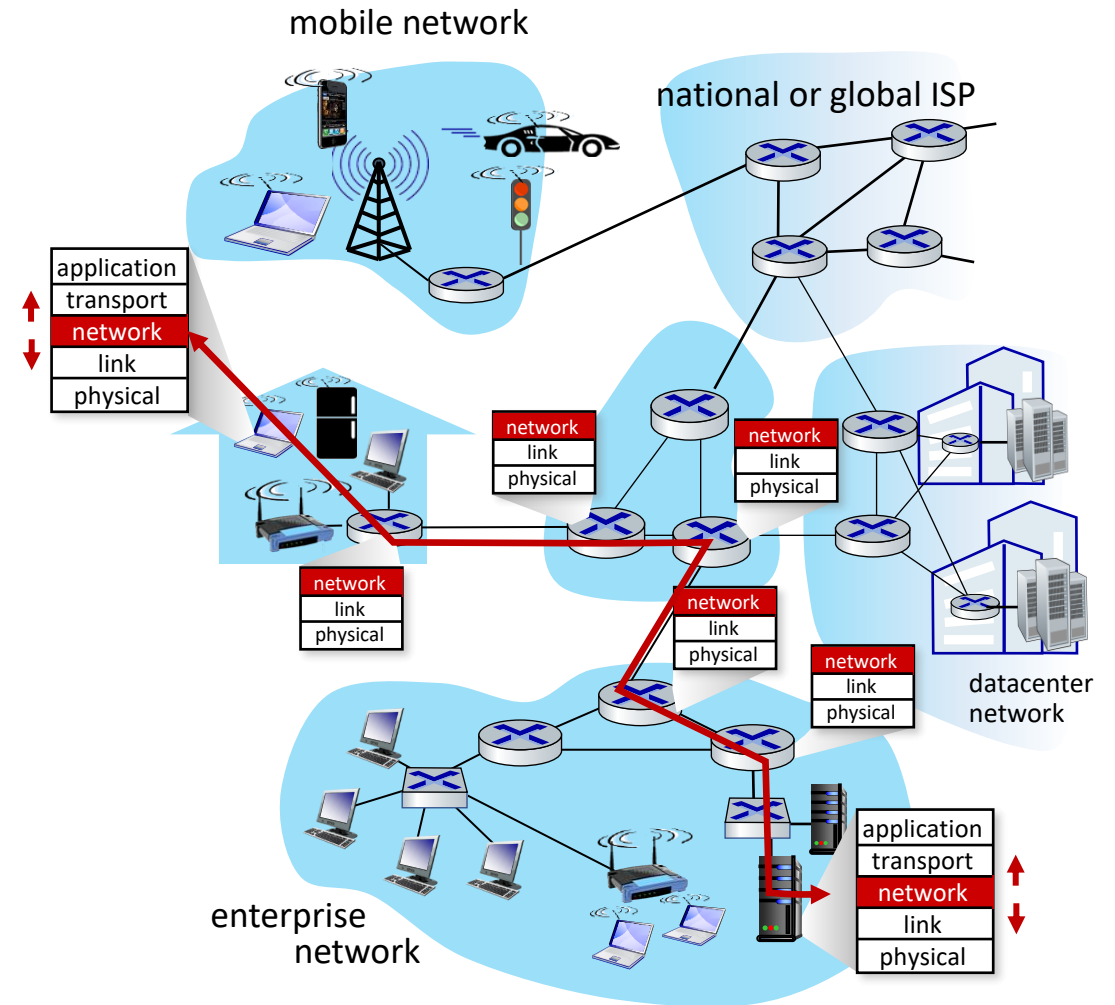 mobile network
national or global ISP
application
transport
network
link
physical
network
link
physical
network
link
physical
network
link
physical
network
link
physical
network
link
physical
datacenter
network
application
transport
network
link
physical
enterprise
network